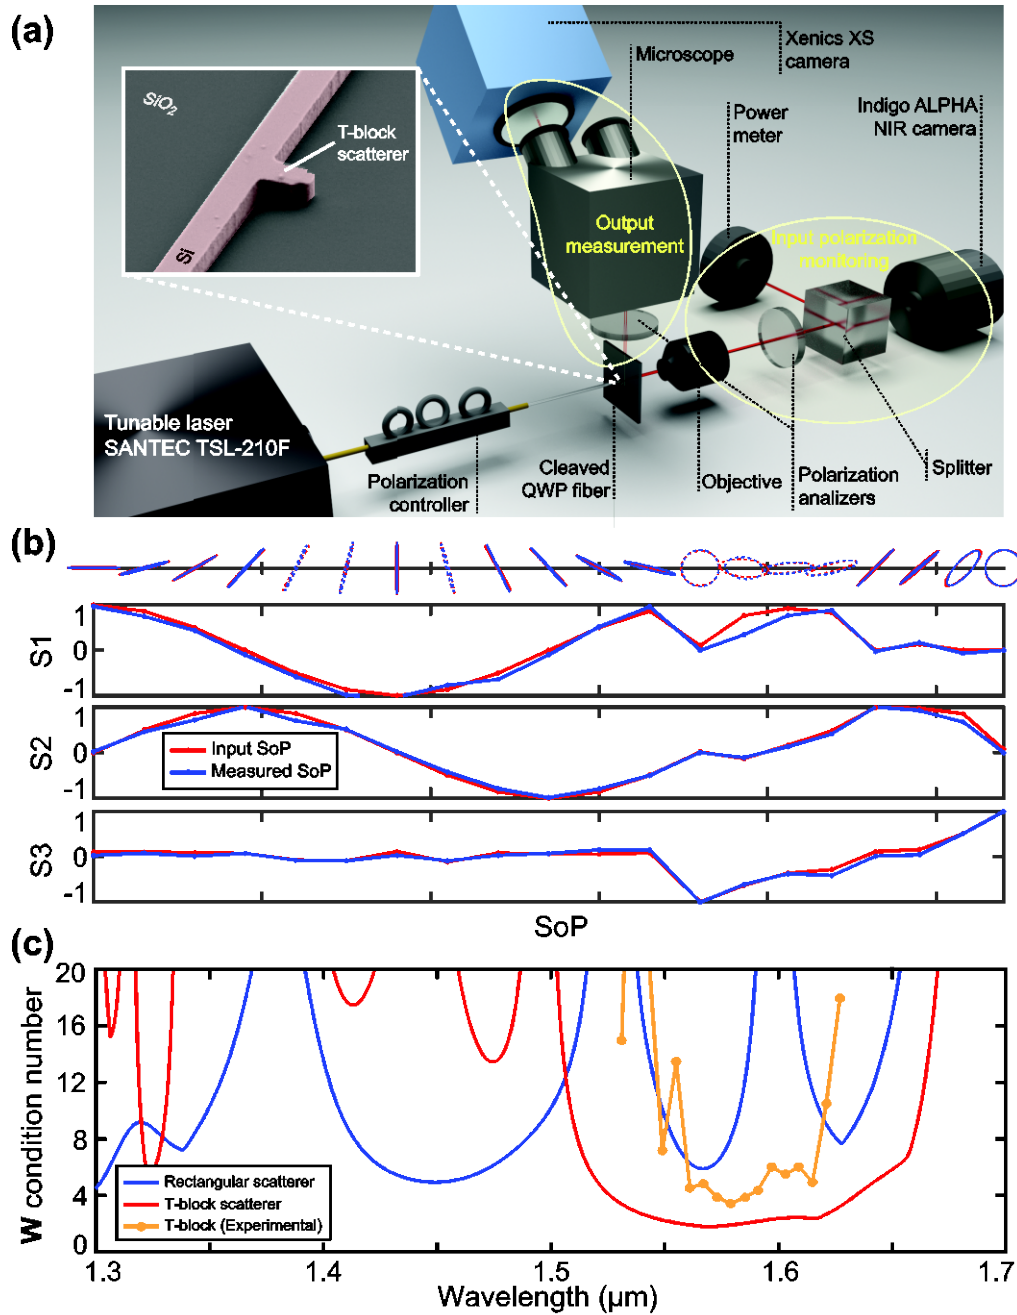 (a)
Xenics XS
camera
Microscope
Indigo ALPHA
NIR camera
Power
meter
SiO2
T-block
scatterer
Si
Output
measurement
Input polarization
monitoring
Tunable laser
SANTEC TSL-210F
Polarization
controller
Cleaved
QWP fiber
Objective
Polarization
analizers
Splitter
(b)
S1
1
0
-1
S2
1
0
-1
Input SoP
Measured SoP
S3
1
0
-1
SoP
(c)
W condition number
20
16
12
8
4
0
Rectangular scatterer
T-block scatterer
T-block (Experimental)
1.3
1.4
1.5
1.6
1.7
Wavelength (μm)